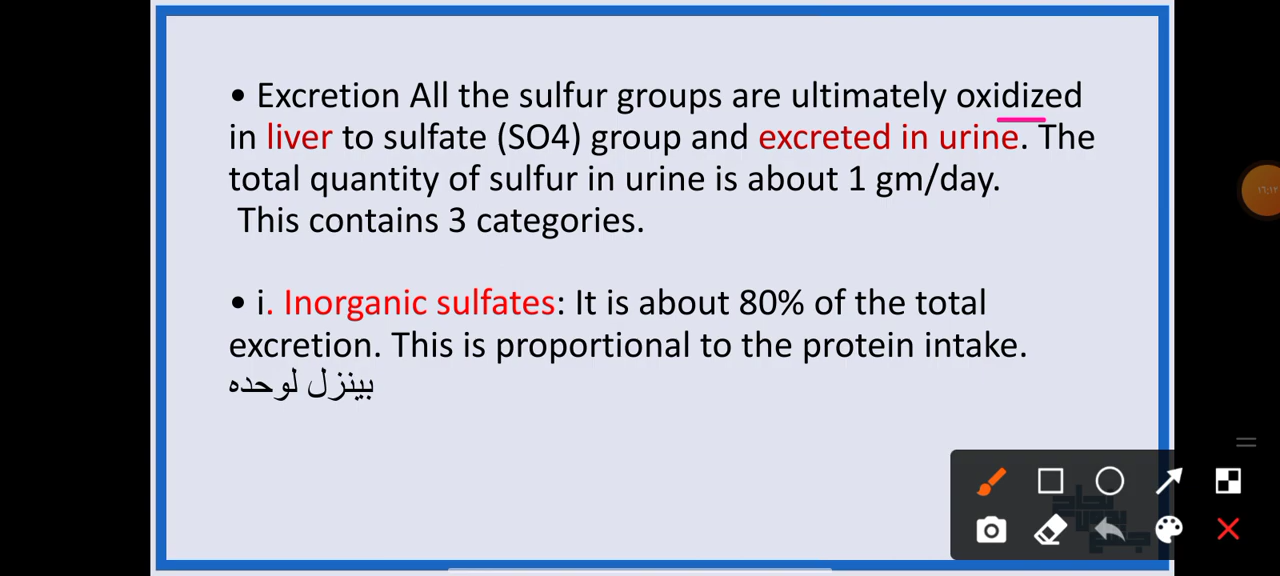 • Excretion All the sulfur groups are ultimately oxidized
in liver to sulfate (SO4) group and excreted in urine. The
total quantity of sulfur in urine is about 1 gm/day.
This contains 3 categories.
• i. Inorganic sulfates: It is about 80% of the total
excretion. This is proportional to the protein intake.
بينزل لوحده
١٦:١٢